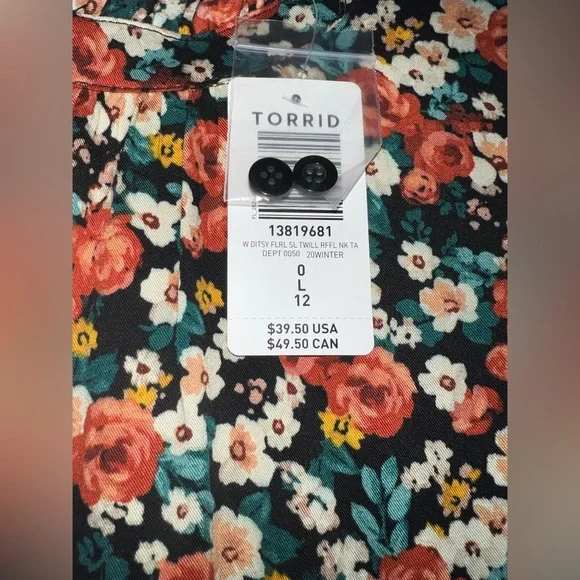 TORRID
13819681
W DITSY FLRL SL TWILL RFFL NK TA
DEPT 0050 20WINTER
0
L
12
$39.50 USA
$49.50 CAN